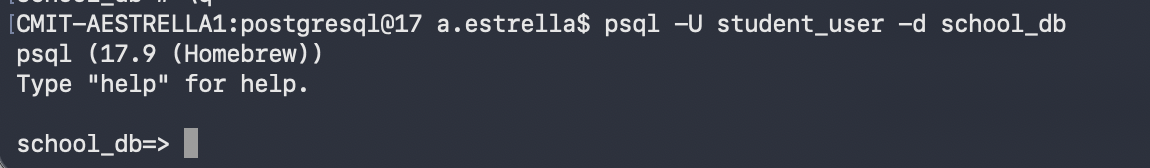 CMIT-AESTRELLA1:postgresql@17 a.estrella$ psql -U student_user -d school_db
psql (17.9 (Homebrew))
Type "help" for help.
school_db=>